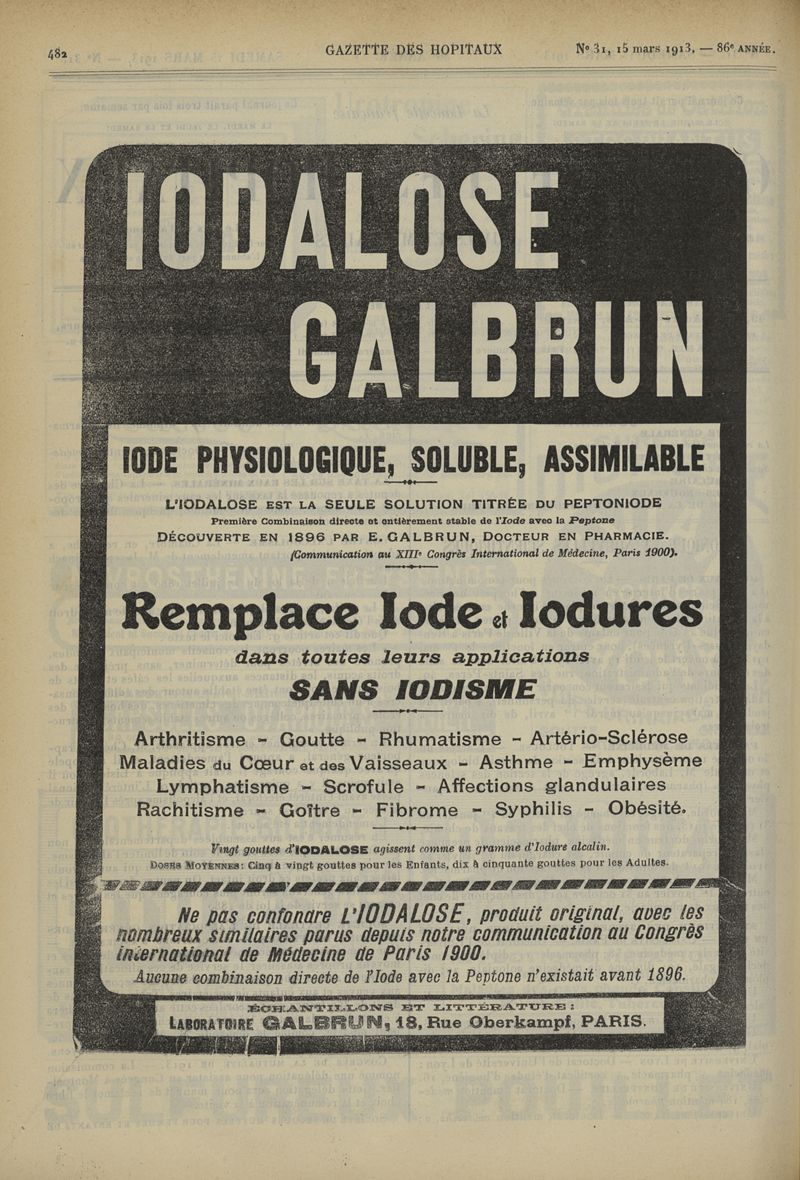 482
GAZETTE DES HOPITAUX
Nº 31, 15 mars 1913. — 86e ANNÉE.
IODALOSE
GALBRUN
IODE PHYSIOLOGIQUE, SOLUBLE, ASSIMILABLE
L'IODALOSE EST LA SEULE SOLUTION TITRÉE DU PEPTONIODE
Première Combinaison directe et entièrement stable de l'Iode avec la Peptone
DÉCOUVERTE EN 1896 PAR E. GALBRUN, DOCTEUR EN PHARMACIE.
(Communication au XIIIe Congrès International de Médecine, Paris 1900).
Remplace Iode et Iodures
dans toutes leurs applications
SANS IODISME
Arthritisme - Goutte - Rhumatisme - Artério-Sclérose
Maladies du Cœur et des Vaisseaux - Asthme - Emphysème
Lymphatisme - Scrofule - Affections glandulaires
Rachitisme - Goître - Fibrome - Syphilis - Obésité.
Vingt gouttes d'IODALOSE agissent comme un gramme d'Iodure alcalin.
DOSES MOYENNES: Cinq à vingt gouttes pour les Enfants, dix à cinquante gouttes pour les Adultes.
Ne pas confondre L'IODALOSE, produit original, avec les
nombreux similaires parus depuis notre communication au Congrès
international de Médecine de Paris 1900.
Aucune combinaison directe de l'Iode avec la Peptone n'existait avant 1896.
ÉCHANTILLONS ET LITTÉRATURE:
LABORATOIRE GALBRUN, 18, Rue Oberkampf, PARIS.